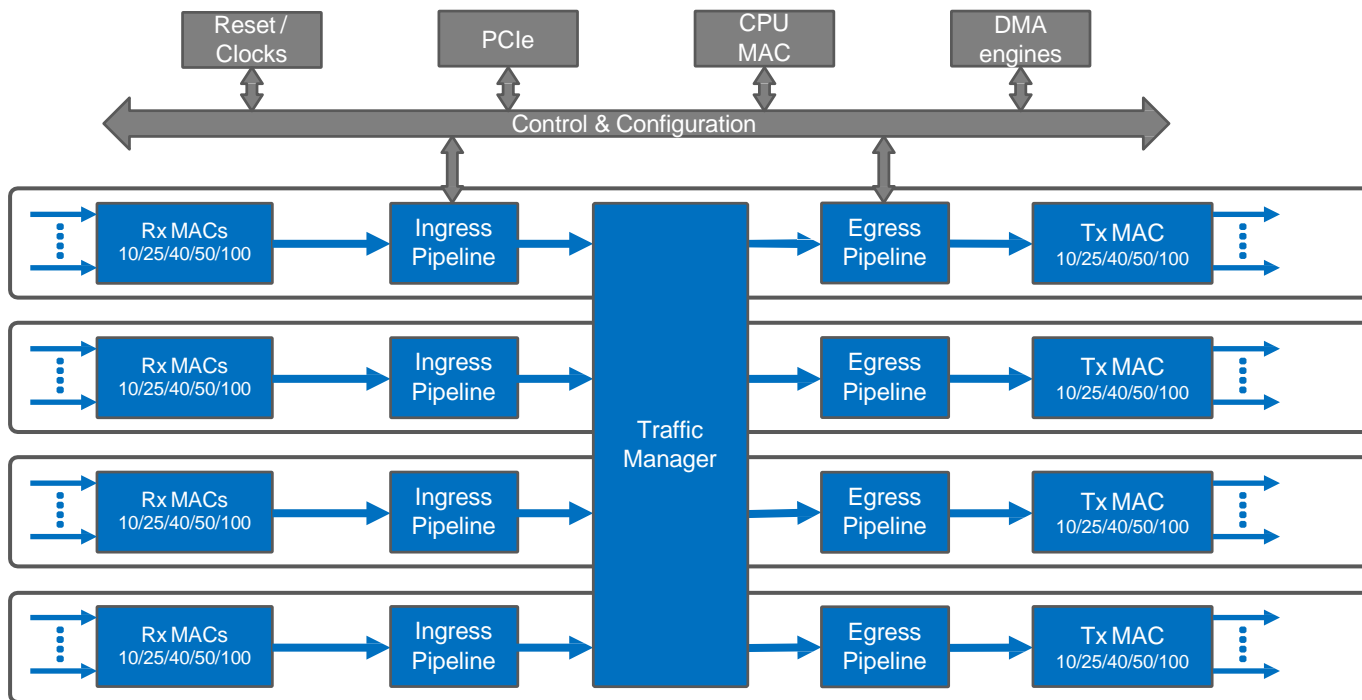 Reset /
Clocks
PCIe
CPU
MAC
DMA
engines
Control & Configuration
Rx MACs
10/25/40/50/100
Ingress
Pipeline
Egress
Pipeline
Tx MAC
10/25/40/50/100
Rx MACs
10/25/40/50/100
Ingress
Pipeline
Egress
Pipeline
Tx MAC
10/25/40/50/100
Traffic
Manager
Rx MACs
10/25/40/50/100
Ingress
Pipeline
Egress
Pipeline
Tx MAC
10/25/40/50/100
Rx MACs
10/25/40/50/100
Ingress
Pipeline
Egress
Pipeline
Tx MAC
10/25/40/50/100